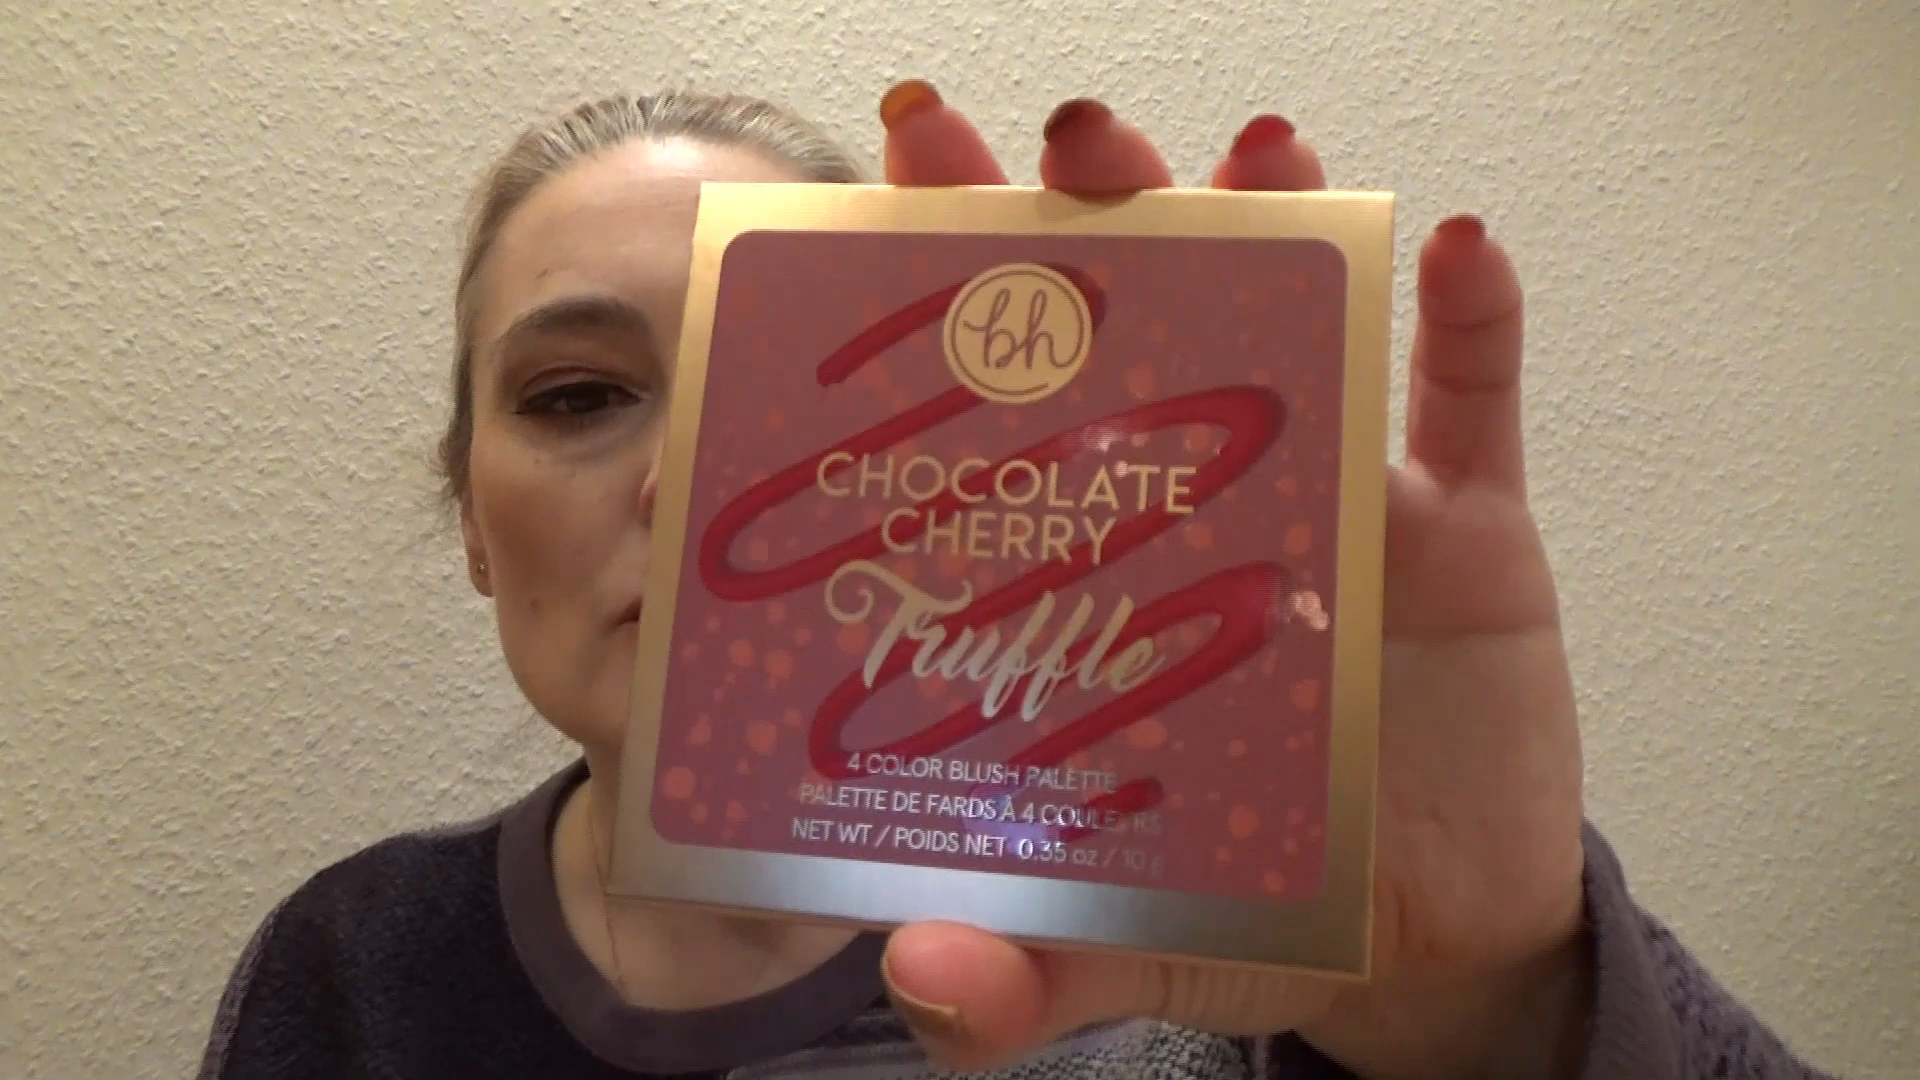 bh
CHOCOLATE
CHERRY
Truffle
4 COLOR BLUSH PALETTE
PALETTE DE FARDS À 4 COULEURS
NET WT / POIDS NET 0.35 oz / 10 g